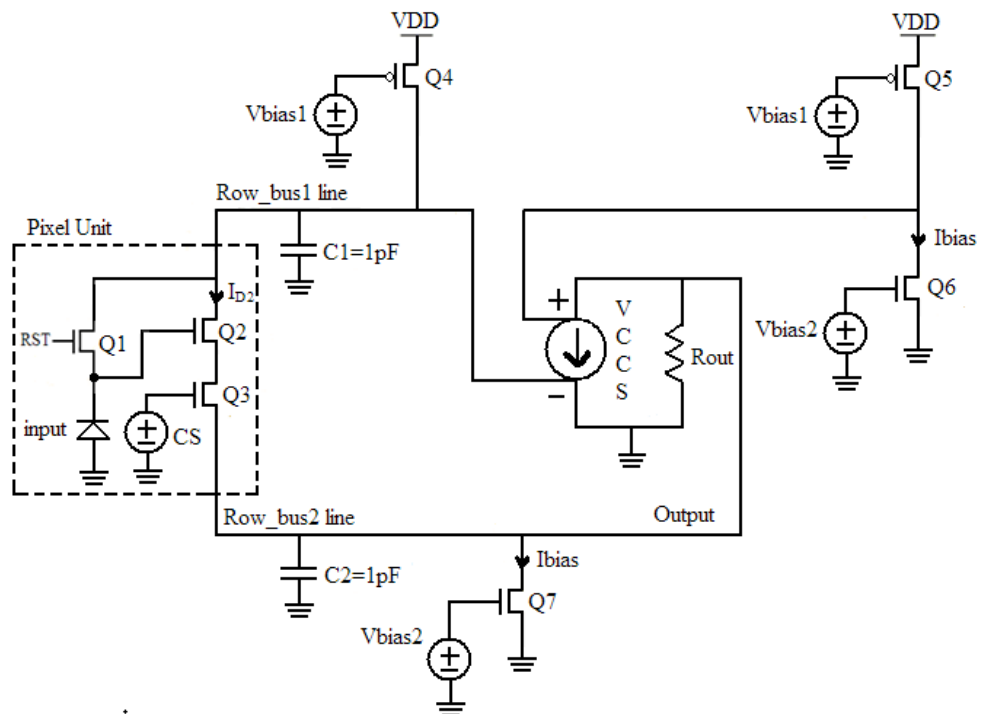 VDD
VDD
Q4
Q5
Vbias1
Vbias1
Row_bus1 line
Pixel Unit
C1=1pF
Ibias
ID2
Q6
+
V
C
C
S
RST
Q1
Q2
Vbias2
Rout
Q3
−
input
CS
Row_bus2 line
Output
Ibias
C2=1pF
Q7
Vbias2